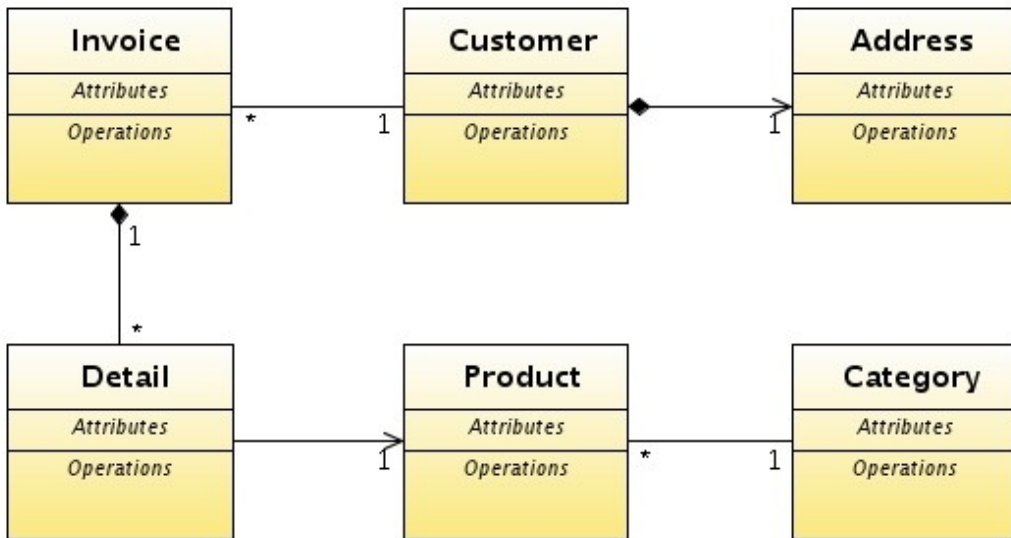 Invoice
Attributes
Operations
* 1
Customer
Attributes
Operations
1
Address
Attributes
Operations
1
*
Detail
Attributes
Operations
1
Product
Attributes
Operations
* 1
Category
Attributes
Operations